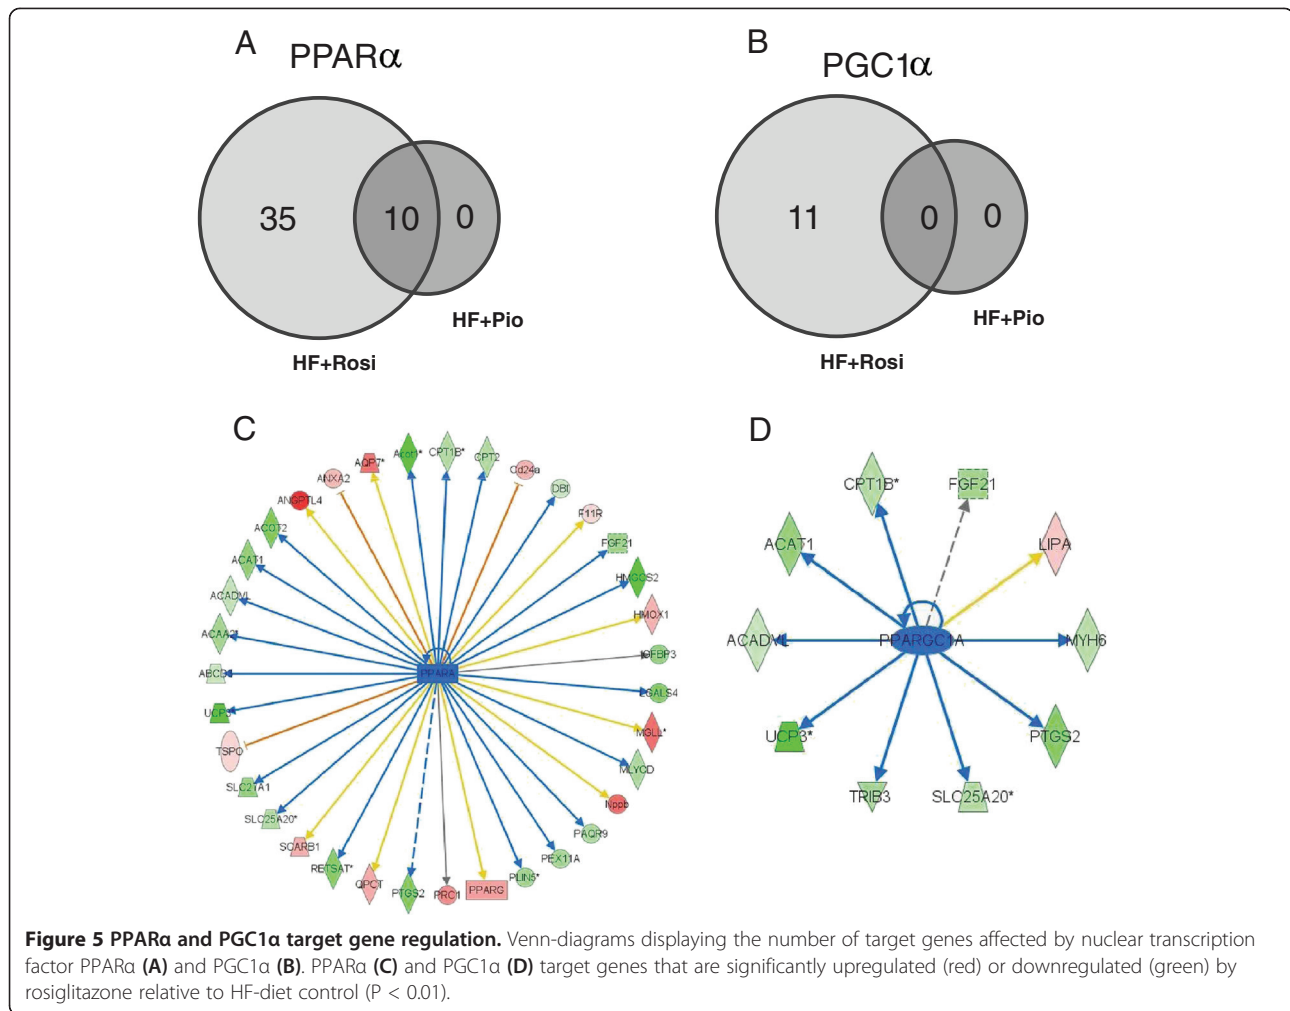 A
PPARα
35
10
0
HF+Pio
HF+Rosi
B
PGC1α
11
0
0
HF+Pio
HF+Rosi
C
Acot1*
CPT1B*
CPT2
Cd24a
DBI
F11R
FGF21
HMGCS2
HMOX1
IGFBP3
LGALS4
MGLL*
MLYCD
Nppb
PAQR9
PEX11A
PLIN5*
PPARG
PRC1
PTGS2
QPCT
RETSAT*
SCARB1
SLC25A20*
TSPO
ACAA2
ACADVL
ACAT1
ACOT2
ANGPTL4
ANXA2
AQP7*
PPARA
D
CPT1B*
FGF21
ACAT1
LIPA
ACADVL
PPARGC1A
MYH6
UCP3*
PTGS2
TRIB3
SLC25A20*
Figure 5 PPARα and PGC1α target gene regulation. Venn-diagrams displaying the number of target genes affected by nuclear transcription
factor PPARα (A) and PGC1α (B). PPARα (C) and PGC1α (D) target genes that are significantly upregulated (red) or downregulated (green) by
rosiglitazone relative to HF-diet control (P < 0.01).